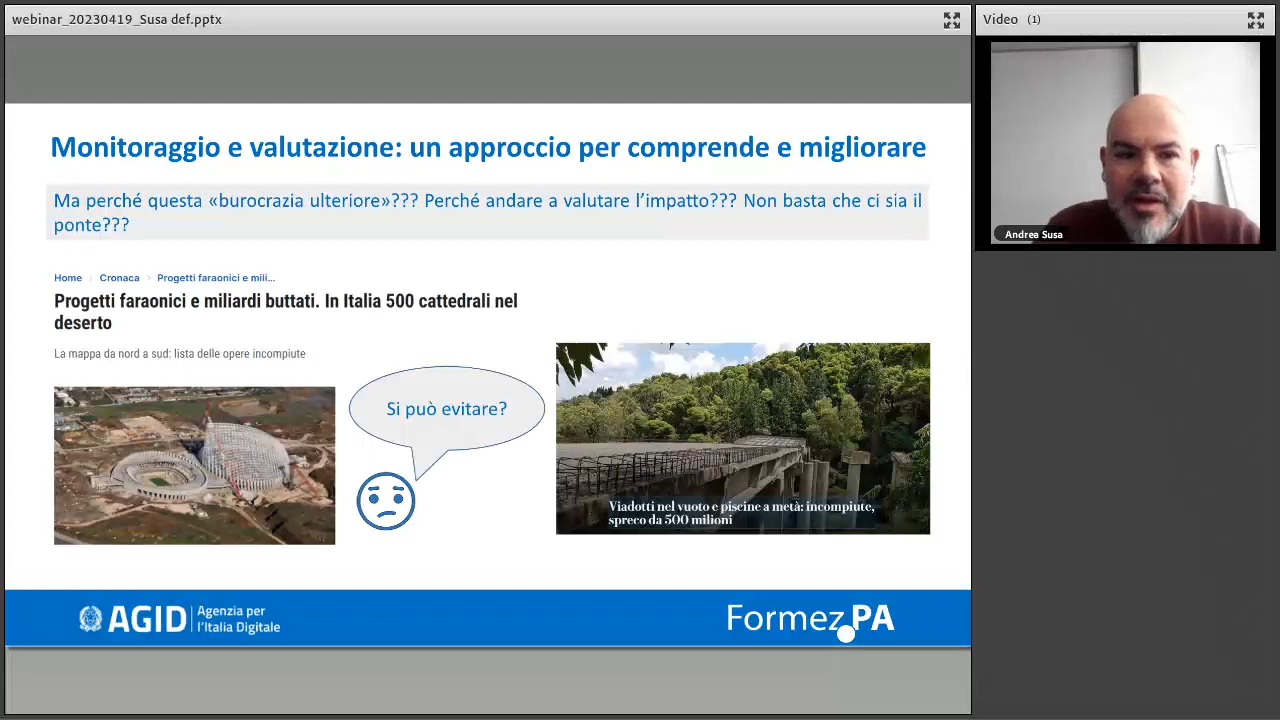 webinar_20230419_Susa def.pptx
Video (1)
Andrea Susa
Monitoraggio e valutazione: un approccio per comprende e migliorare
Ma perché questa «burocrazia ulteriore»??? Perché andare a valutare l'impatto??? Non basta che ci sia il
ponte???
Home Cronaca Progetti faraonici e mili...
Progetti faraonici e miliardi buttati. In Italia 500 cattedrali nel
deserto
La mappa da nord a sud: lista delle opere incompiute
Si può evitare?
Viadotti nel vuoto e piscine a metà: incompiute,
spreco da 500 milioni
AGID Agenzia per
l'Italia Digitale
Formez PA